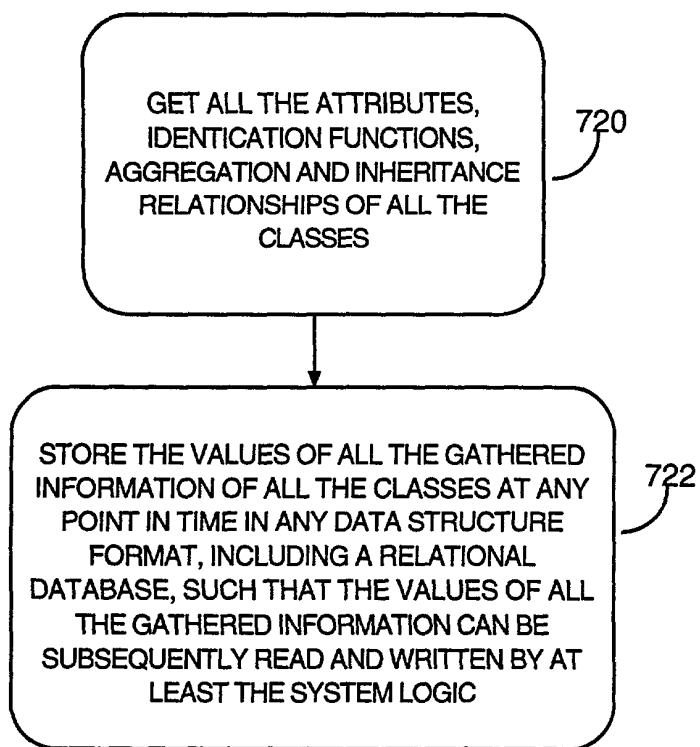 GET ALL THE ATTRIBUTES,
IDENTICATION FUNCTIONS,
AGGREGATION AND INHERITANCE
RELATIONSHIPS OF ALL THE
CLASSES
720
STORE THE VALUES OF ALL THE GATHERED
INFORMATION OF ALL THE CLASSES AT ANY
POINT IN TIME IN ANY DATA STRUCTURE
FORMAT, INCLUDING A RELATIONAL
DATABASE, SUCH THAT THE VALUES OF ALL
THE GATHERED INFORMATION CAN BE
SUBSEQUENTLY READ AND WRITTEN BY AT
LEAST THE SYSTEM LOGIC
722